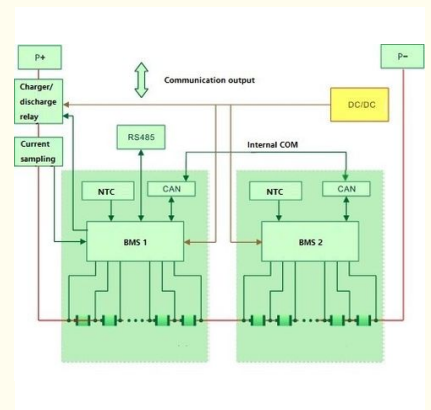 P+
P-
Communication output
Charger/
discharge
relay
DC/DC
Current
sampling
RS485
Internal COM
NTC
CAN
NTC
CAN
BMS 1
BMS 2